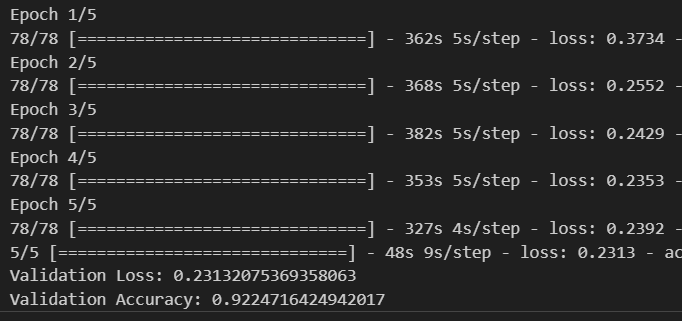 Epoch 1/5
78/78 [==============================] - 362s 5s/step - loss: 0.3734 -
Epoch 2/5
78/78 [==============================] - 368s 5s/step - loss: 0.2552 -
Epoch 3/5
78/78 [==============================] - 382s 5s/step - loss: 0.2429 -
Epoch 4/5
78/78 [==============================] - 353s 5s/step - loss: 0.2353 -
Epoch 5/5
78/78 [==============================] - 327s 4s/step - loss: 0.2392 -
5/5 [==============================] - 48s 9s/step - loss: 0.2313 - ac
Validation Loss: 0.23132075369358063
Validation Accuracy: 0.9224716424942017